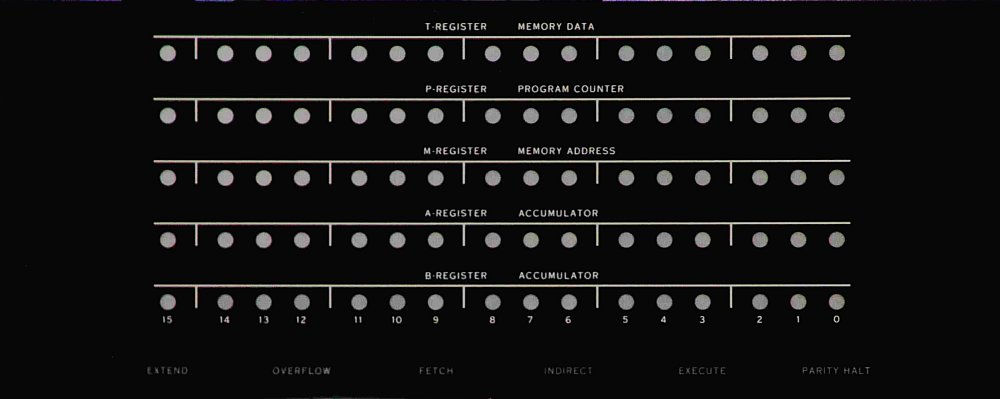 T-REGISTER MEMORY DATA
P-REGISTER PROGRAM COUNTER
M-REGISTER MEMORY ADDRESS
A-REGISTER ACCUMULATOR
B-REGISTER ACCUMULATOR
15 14 13 12 11 10 9 8 7 6 5 4 3 2 1 0
EXTEND OVERFLOW FETCH INDIRECT EXECUTE PARITY HALT